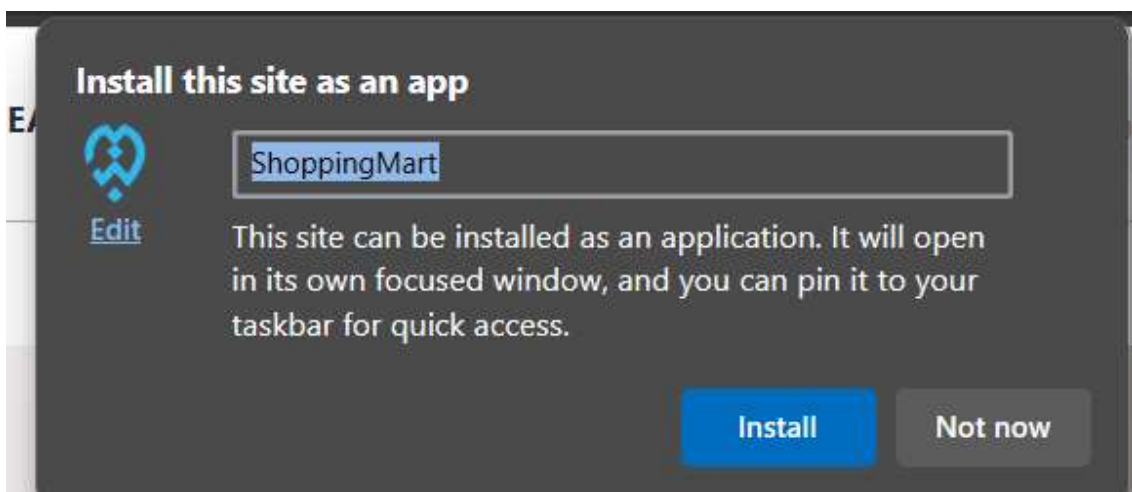 Install this site as an app
ShoppingMart
Edit
This site can be installed as an application. It will open
in its own focused window, and you can pin it to your
taskbar for quick access.
Install
Not now